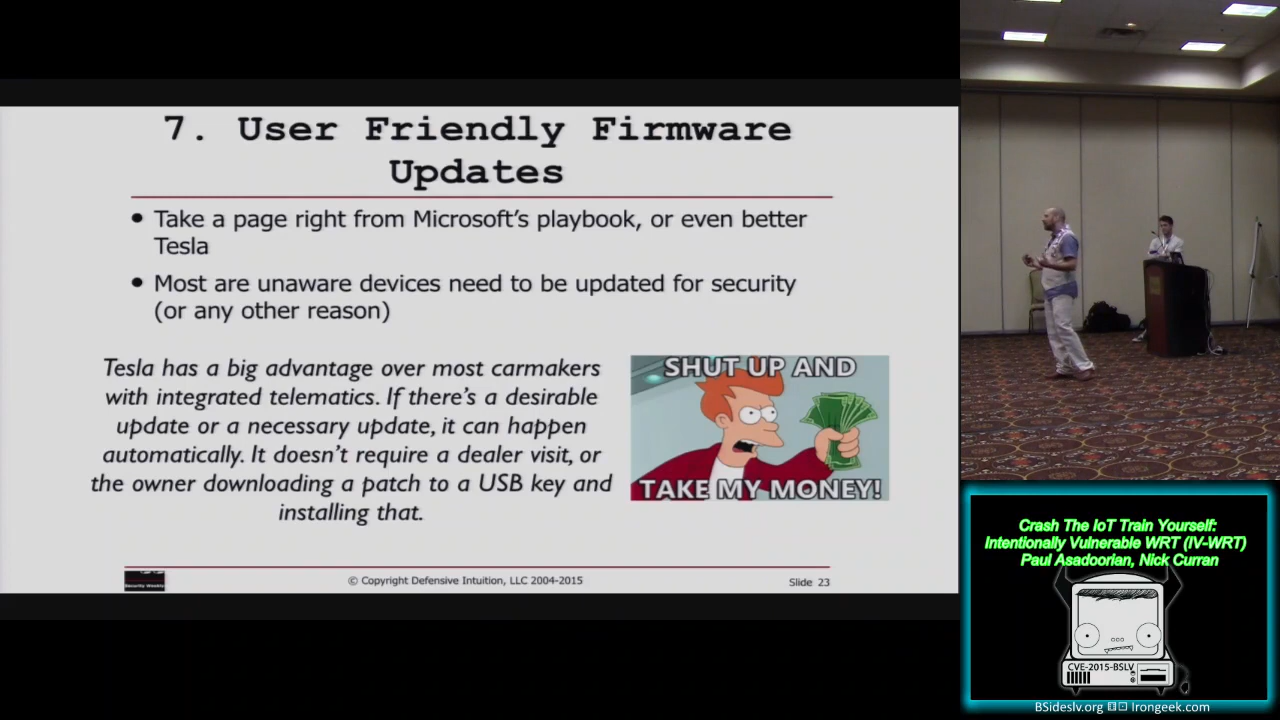 7. User Friendly Firmware
Updates
• Take a page right from Microsoft's playbook, or even better
Tesla
• Most are unaware devices need to be updated for security
(or any other reason)
Tesla has a big advantage over most carmakers
with integrated telematics. If there's a desirable
update or a necessary update, it can happen
automatically. It doesn't require a dealer visit, or
the owner downloading a patch to a USB key and
installing that.
SHUT UP AND
TAKE MY MONEY!
Security Weekly
© Copyright Defensive Intuition, LLC 2004-2015
Slide 23
Crash The IoT Train Yourself:
Intentionally Vulnerable WRT (IV-WRT)
Paul Asadoorian, Nick Curran
CVE-2015-BSLV
BSideslv.org Irongeek.com